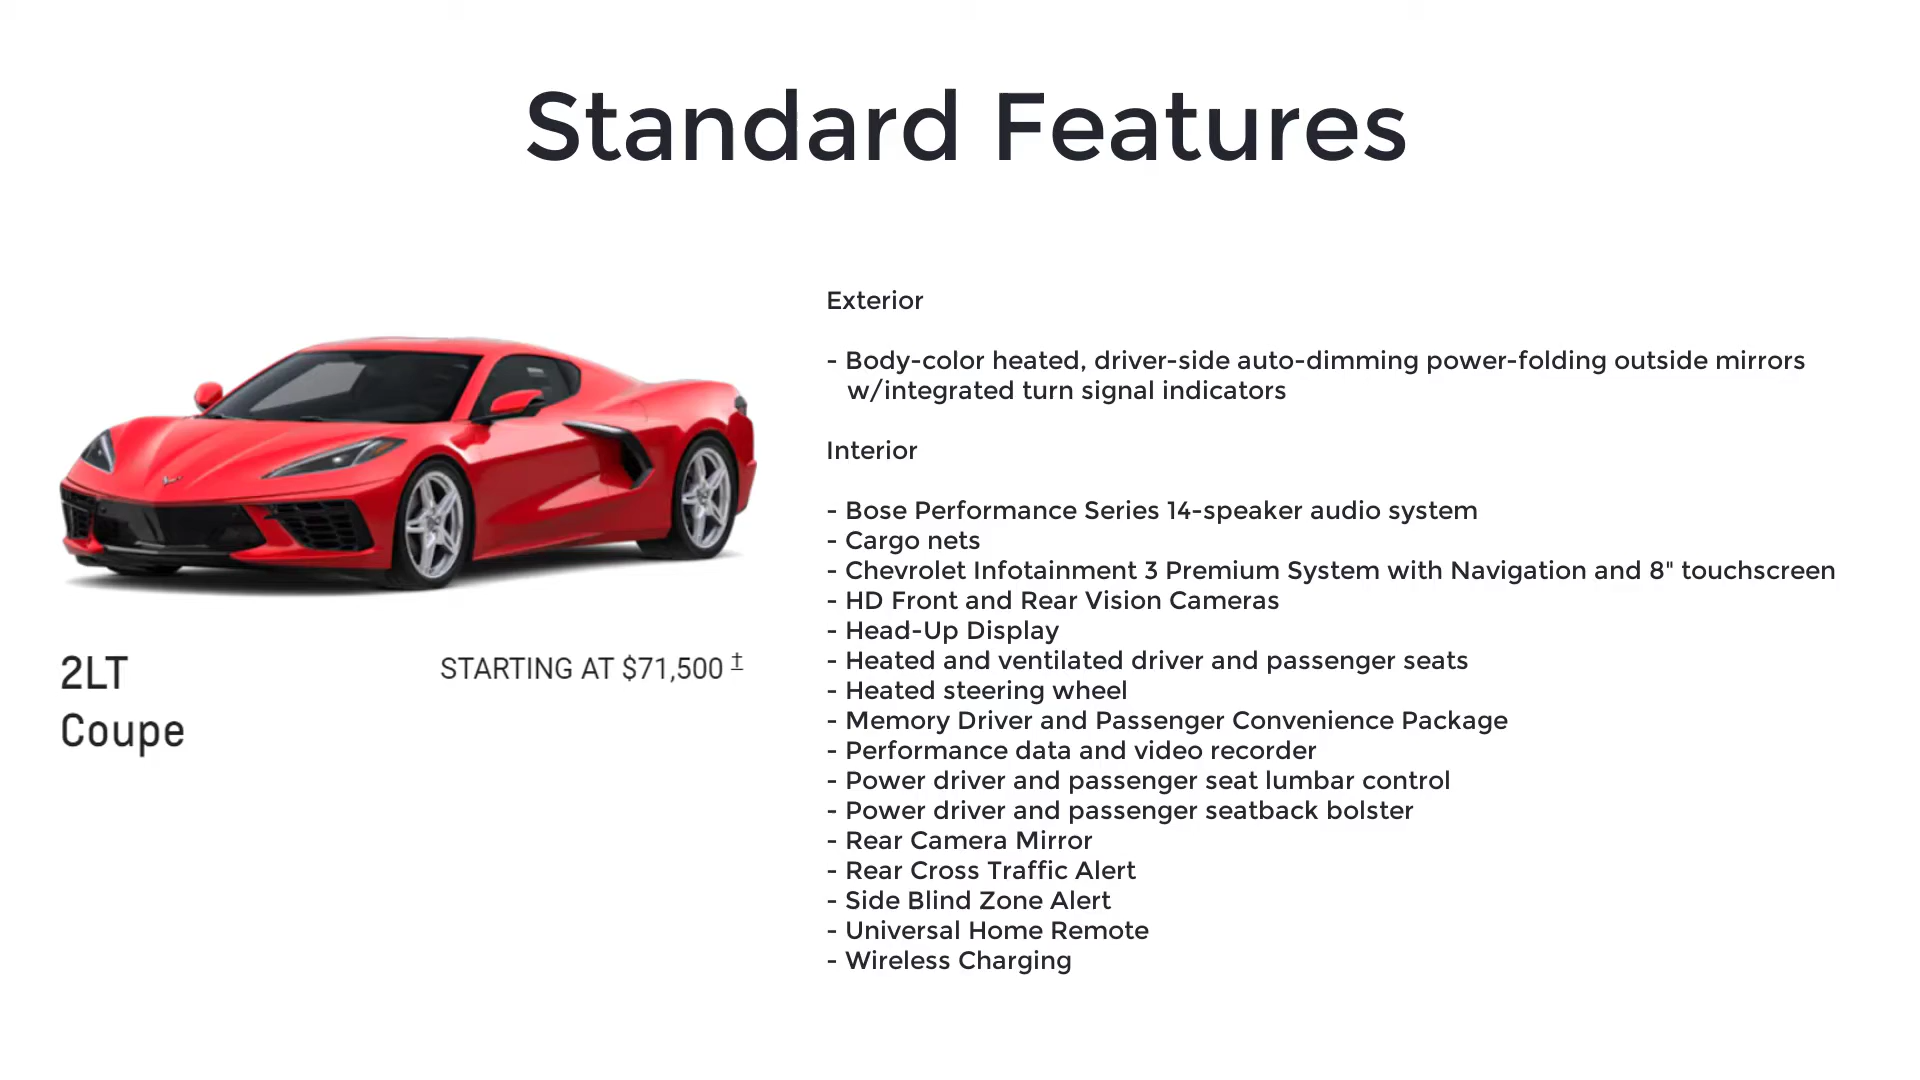 Standard Features
2LT
Coupe
STARTING AT $71,500 †
Exterior
- Body-color heated, driver-side auto-dimming power-folding outside mirrors
w/integrated turn signal indicators
Interior
- Bose Performance Series 14-speaker audio system
- Cargo nets
- Chevrolet Infotainment 3 Premium System with Navigation and 8" touchscreen
- HD Front and Rear Vision Cameras
- Head-Up Display
- Heated and ventilated driver and passenger seats
- Heated steering wheel
- Memory Driver and Passenger Convenience Package
- Performance data and video recorder
- Power driver and passenger seat lumbar control
- Power driver and passenger seatback bolster
- Rear Camera Mirror
- Rear Cross Traffic Alert
- Side Blind Zone Alert
- Universal Home Remote
- Wireless Charging